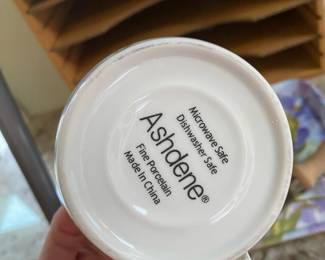 Microwave Safe
Dishwasher Safe
Ashdene®
Fine Porcelain
Made In China